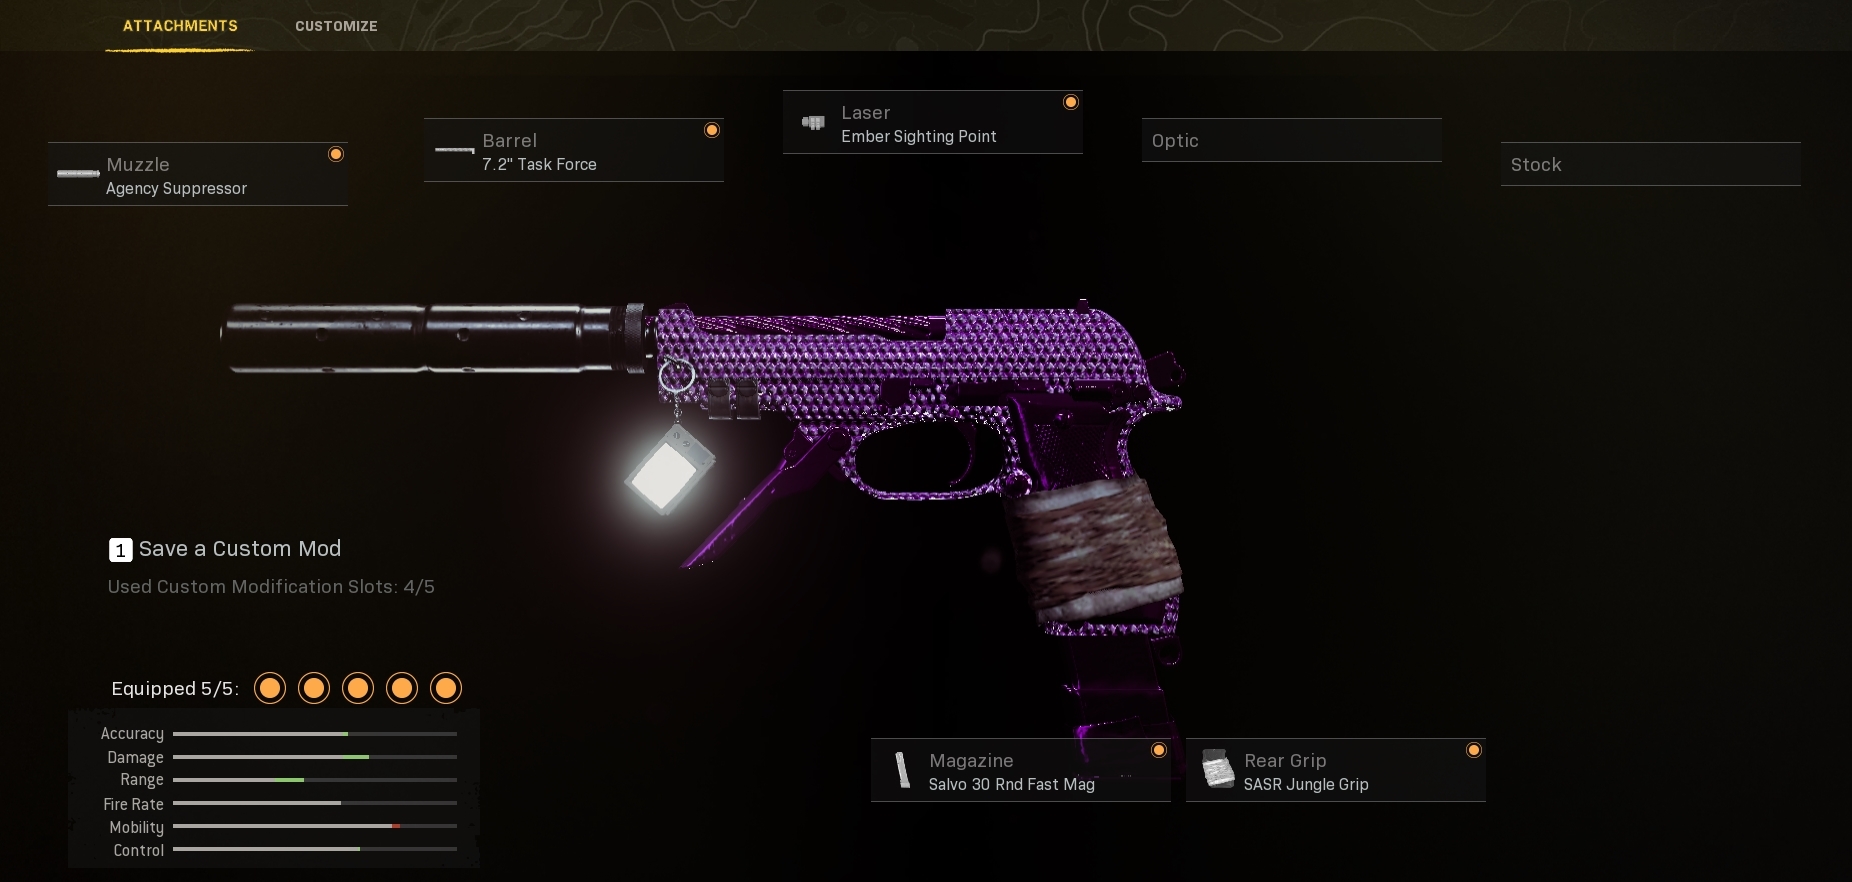 ATTACHMENTS
CUSTOMIZE
Muzzle
Agency Suppressor
Barrel
7.2" Task Force
Laser
Ember Sighting Point
Optic
Stock
1 Save a Custom Mod
Used Custom Modification Slots: 4/5
Equipped 5/5:
Accuracy
Damage
Range
Fire Rate
Mobility
Control
Magazine
Salvo 30 Rnd Fast Mag
Rear Grip
SASR Jungle Grip